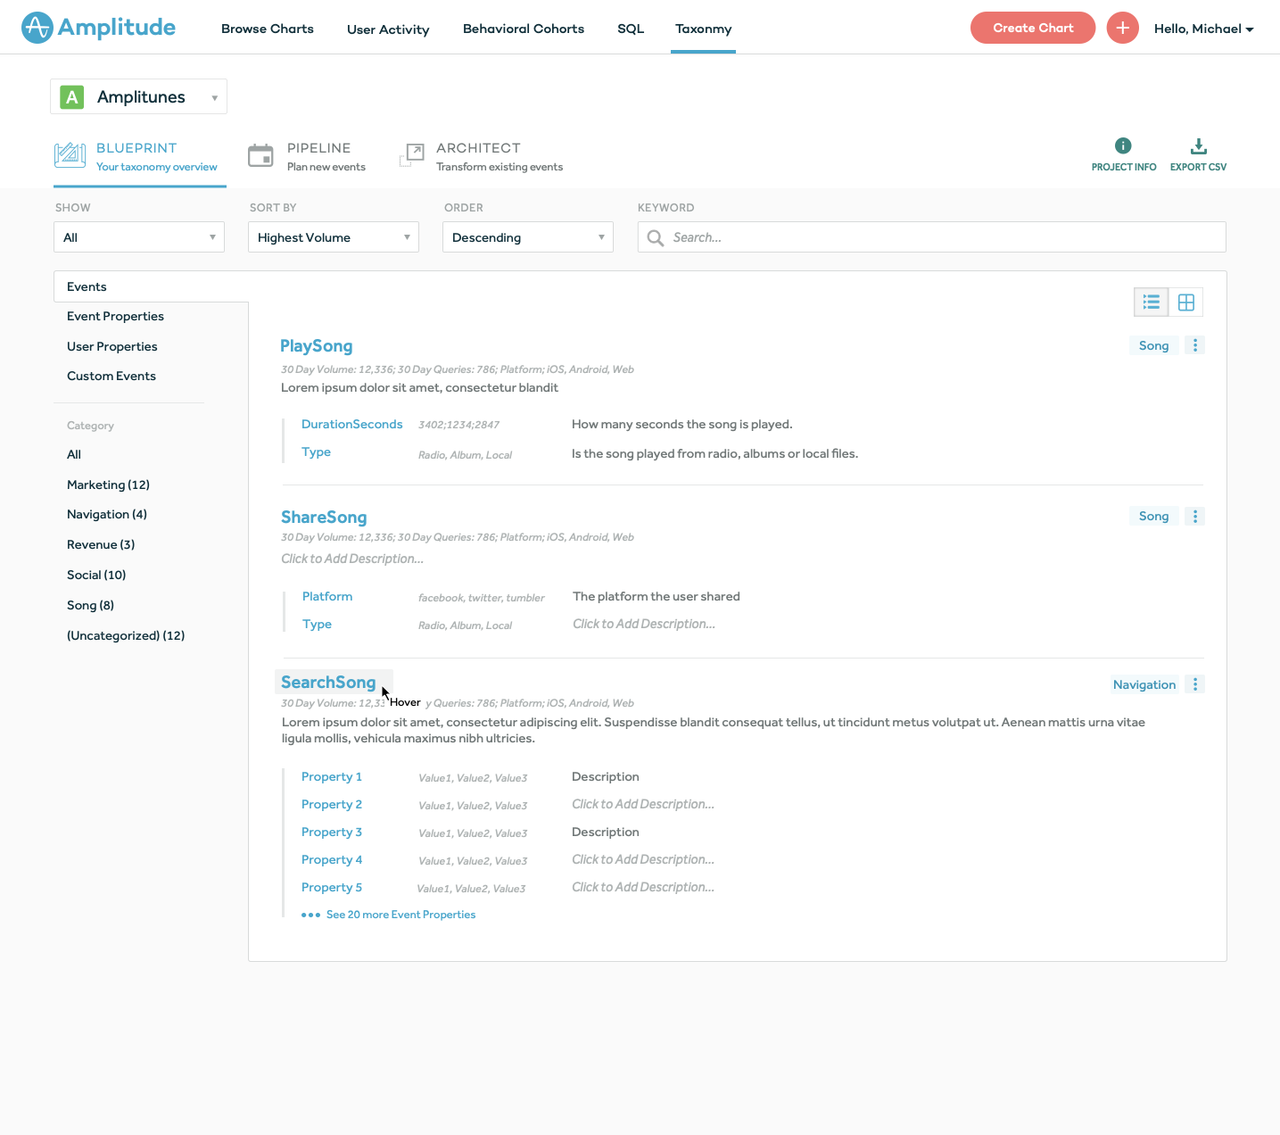 Amplitude Browse Charts User Activity Behavioral Cohorts SQL Taxonmy Create Chart + Hello, Michael
A Amplitunes
BLUEPRINT PIPELINE ARCHITECT
Your taxonomy overview Plan new events Transform existing events PROJECT INFO EXPORT CSV
SHOW SORT BY ORDER KEYWORD
All Highest Volume Descending Search...
Events
Event Properties
User Properties
Custom Events
Category
All
Marketing (12)
Navigation (4)
Revenue (3)
Social (10)
Song (8)
(Uncategorized) (12)
PlaySong Song
30 Day Volume: 12,336; 30 Day Queries: 786; Platform; iOS, Android, Web
Lorem ipsum dolor sit amet, consectetur blandit
DurationSeconds 3402;1234;2847 How many seconds the song is played.
Type Radio, Album, Local Is the song played from radio, albums or local files.
ShareSong Song
30 Day Volume: 12,336; 30 Day Queries: 786; Platform; iOS, Android, Web
Click to Add Description...
Platform facebook, twitter, tumbler The platform the user shared
Type Radio, Album, Local Click to Add Description...
SearchSong Navigation
30 Day Volume: 12,33 Hover y Queries: 786; Platform; iOS, Android, Web
Lorem ipsum dolor sit amet, consectetur adipiscing elit. Suspendisse blandit consequat tellus, ut tincidunt metus volutpat ut. Aenean mattis urna vitae
ligula mollis, vehicula maximus nibh ultricies.
Property 1 Value1, Value2, Value3 Description
Property 2 Value1, Value2, Value3 Click to Add Description...
Property 3 Value1, Value2, Value3 Description
Property 4 Value1, Value2, Value3 Click to Add Description...
Property 5 Value1, Value2, Value3 Click to Add Description...
••• See 20 more Event Properties